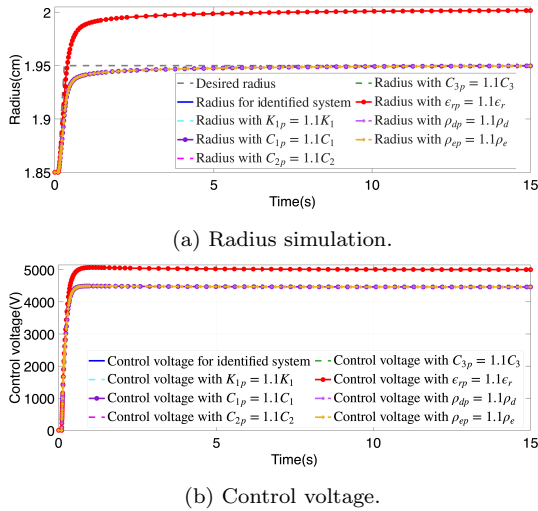 2
1.95
1.9
1.85
Radius(cm)
Desired radius
Radius for identified system
Radius with K₁ₚ = 1.1K₁
Radius with C₁ₚ = 1.1C₁
Radius with C₂ₚ = 1.1C₂
Radius with C₃ₚ = 1.1C₃
Radius with ϵᵣₚ = 1.1ϵᵣ
Radius with ρ_dp = 1.1ρ_d
Radius with ρₑₚ = 1.1ρₑ
0 5 10 15
Time(s)
(a) Radius simulation.
5000
4000
3000
2000
1000
0
Control voltage(V)
Control voltage for identified system
Control voltage with K₁ₚ = 1.1K₁
Control voltage with C₁ₚ = 1.1C₁
Control voltage with C₂ₚ = 1.1C₂
Control voltage with C₃ₚ = 1.1C₃
Control voltage with ϵᵣₚ = 1.1ϵᵣ
Control voltage with ρ_dp = 1.1ρ_d
Control voltage with ρₑₚ = 1.1ρₑ
0 5 10 15
Time(s)
(b) Control voltage.